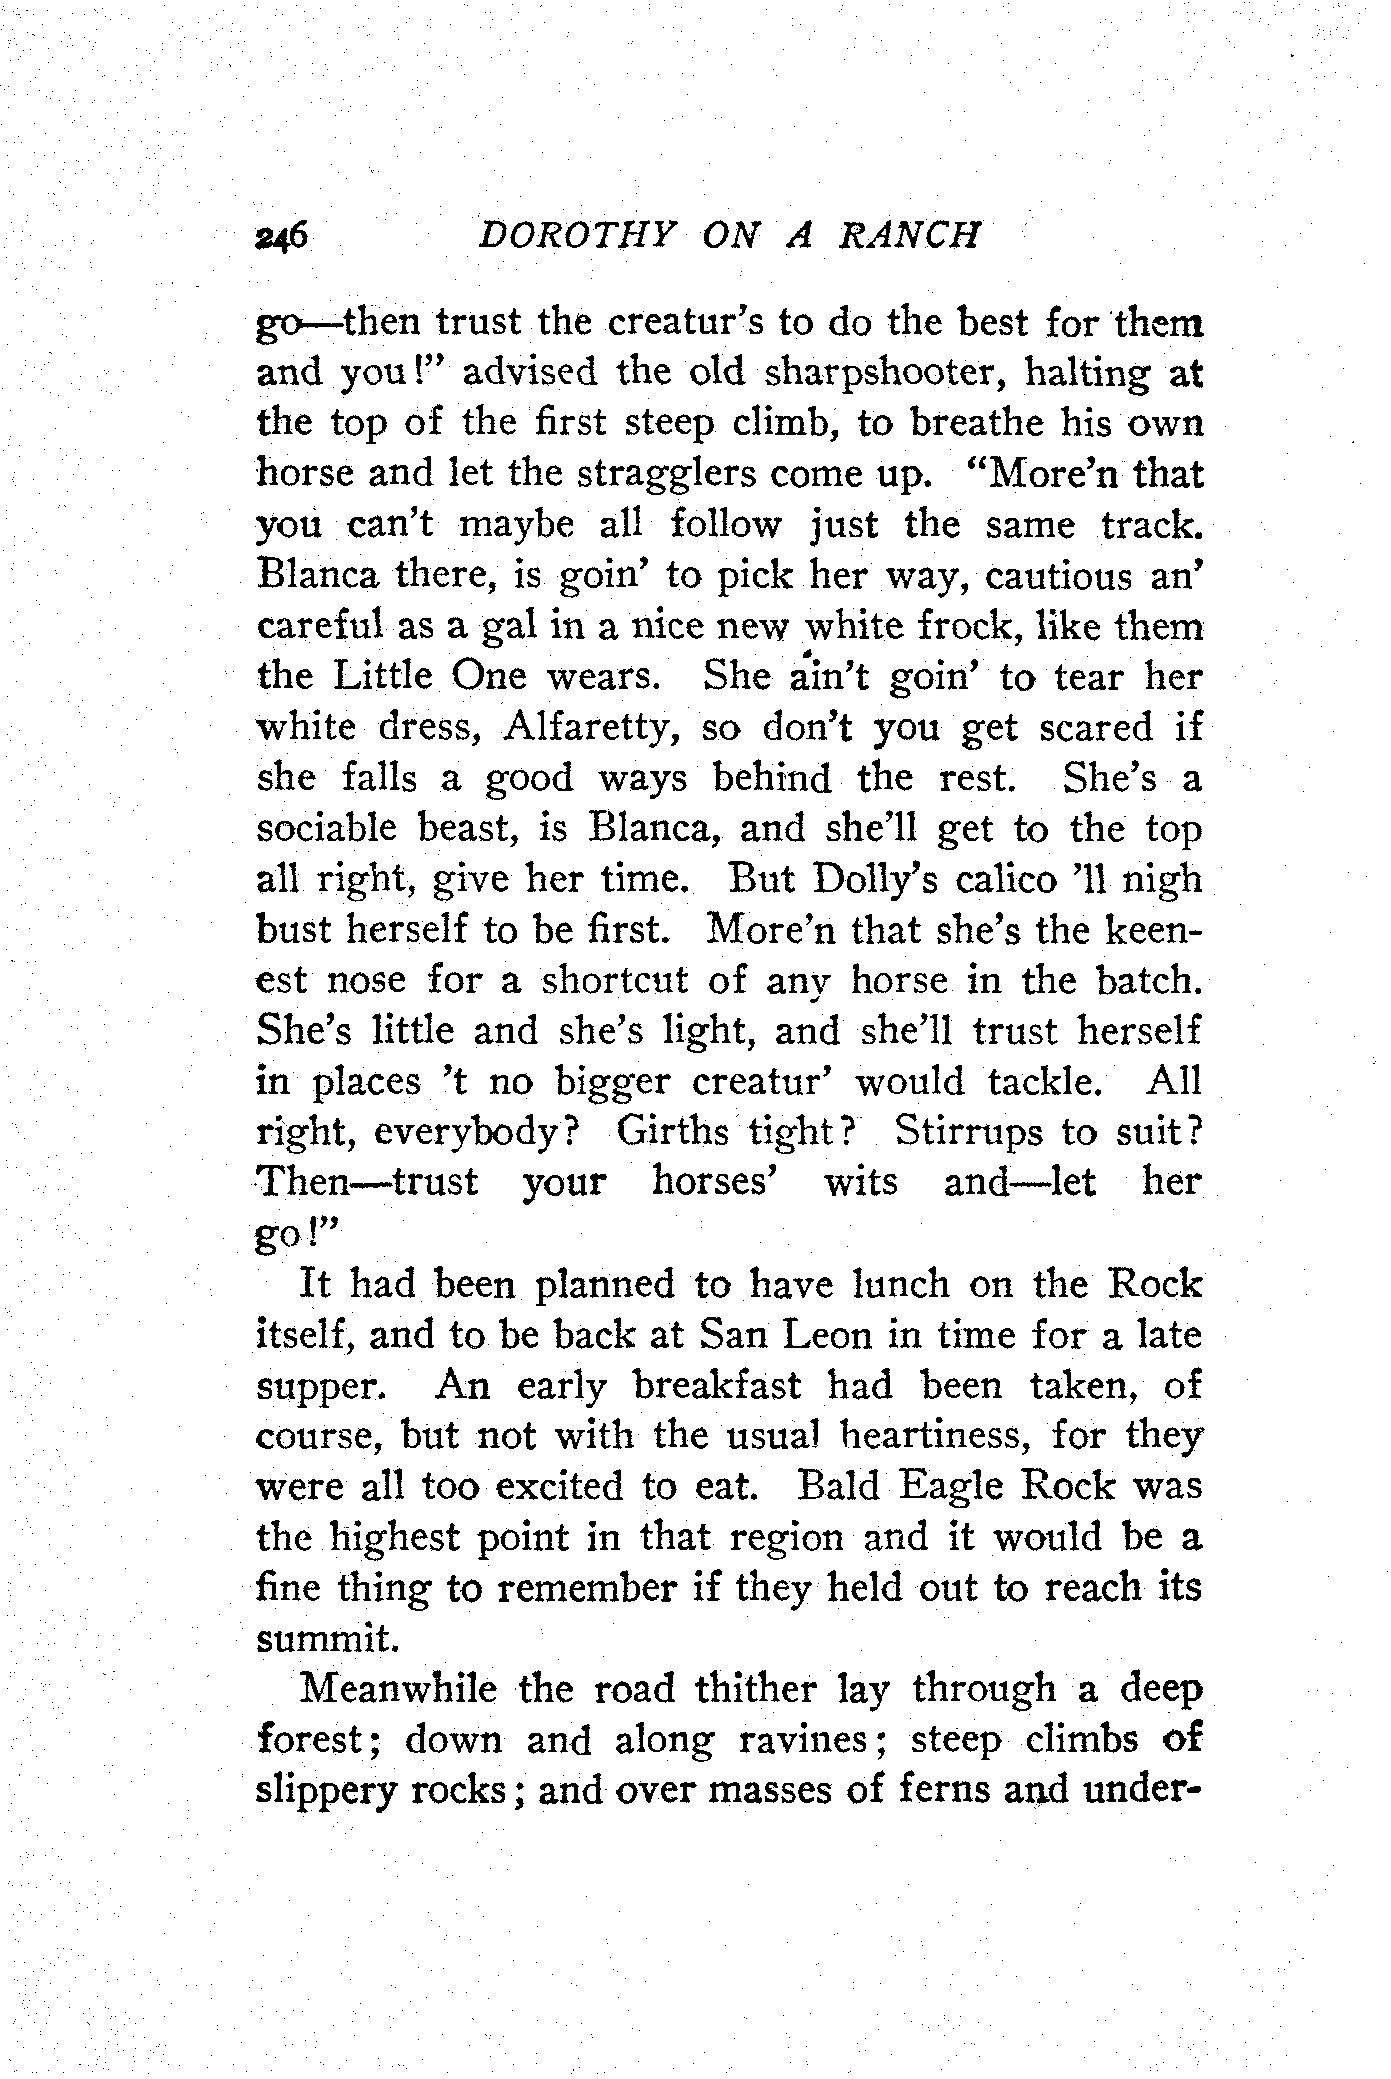 246 DOROTHY ON A RANCH
go—then trust the creatur's to do the best for them
and you!" advised the old sharpshooter, halting at
the top of the first steep climb, to breathe his own
horse and let the stragglers come up. "More'n that
you can't maybe all follow just the same track.
Blanca there, is goin' to pick her way, cautious an'
careful as a gal in a nice new white frock, like them
the Little One wears. She ain't goin' to tear her
white dress, Alfaretty, so don't you get scared if
she falls a good ways behind the rest. She's a
sociable beast, is Blanca, and she'll get to the top
all right, give her time. But Dolly's calico 'll nigh
bust herself to be first. More'n that she's the keen-
est nose for a shortcut of any horse in the batch.
She's little and she's light, and she'll trust herself
in places 't no bigger creatur' would tackle. All
right, everybody? Girths tight? Stirrups to suit?
Then—trust your horses' wits and—let her
go!"
It had been planned to have lunch on the Rock
itself, and to be back at San Leon in time for a late
supper. An early breakfast had been taken, of
course, but not with the usual heartiness, for they
were all too excited to eat. Bald Eagle Rock was
the highest point in that region and it would be a
fine thing to remember if they held out to reach its
summit.
Meanwhile the road thither lay through a deep
forest; down and along ravines; steep climbs of
slippery rocks; and over masses of ferns and under-